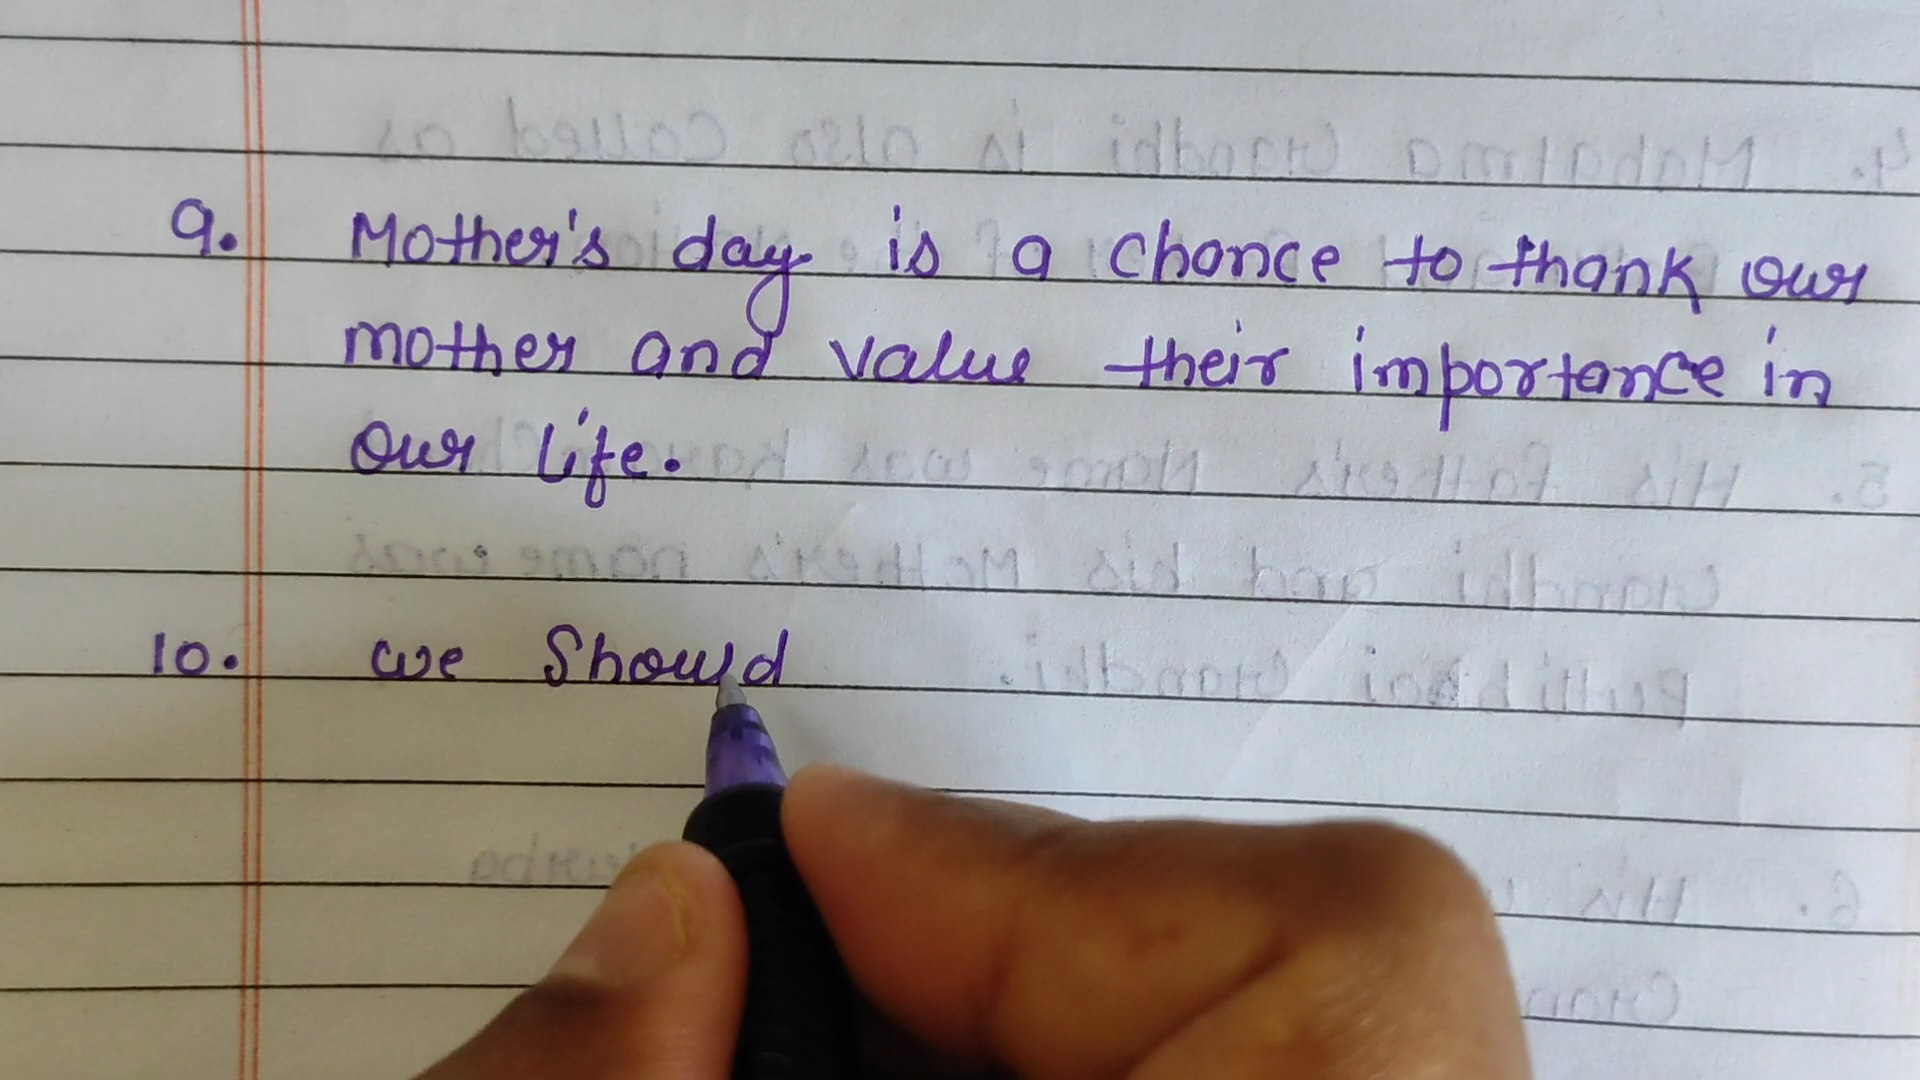 9. Mother's day is a chance to thank our
mother and value their importance in
our life.
10. we Should